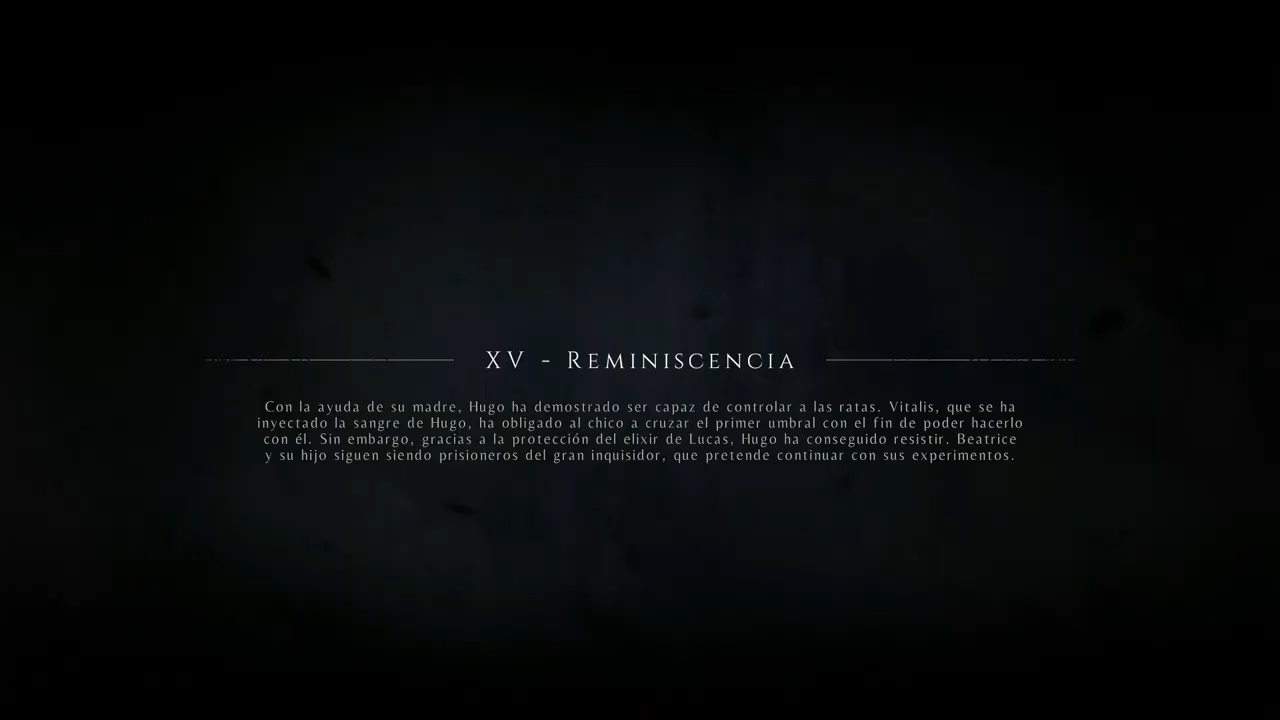 XV - Reminiscencia
Con la ayuda de su madre, Hugo ha demostrado ser capaz de controlar a las ratas. Vitalis, que se ha
inyectado la sangre de Hugo, ha obligado al chico a cruzar el primer umbral con el fin de poder hacerlo
con él. Sin embargo, gracias a la protección del elixir de Lucas, Hugo ha conseguido resistir. Beatrice
y su hijo siguen siendo prisioneros del gran inquisidor, que pretende continuar con sus experimentos.